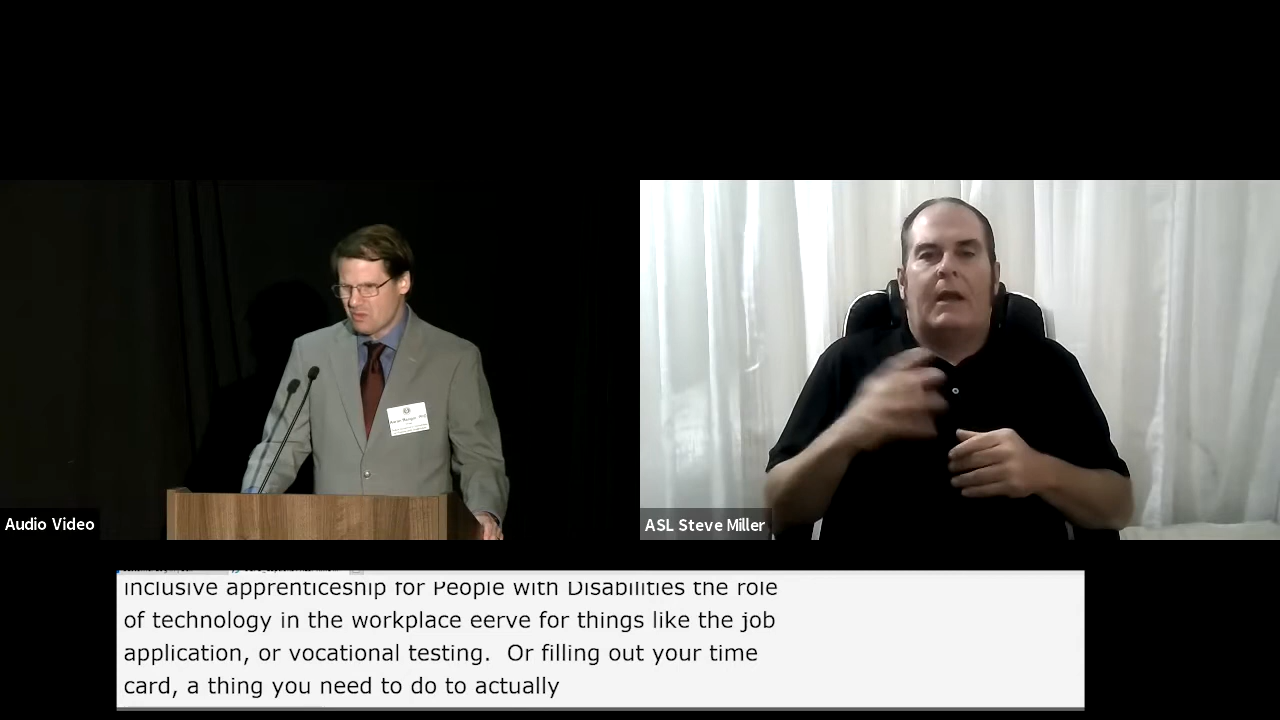 Audio Video
ASL Steve Miller
inclusive apprenticeship for People with Disabilities the role
of technology in the workplace eerve for things like the job
application, or vocational testing.  Or filling out your time
card, a thing you need to do to actually